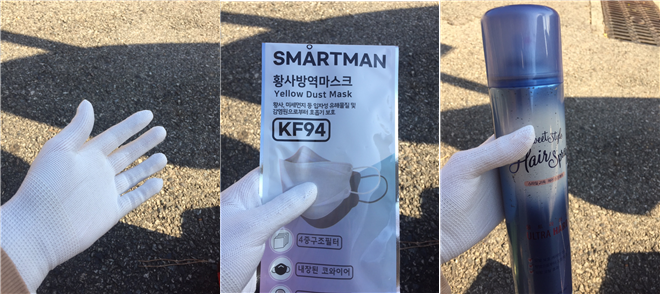 SMARTMAN
황사방역마스크
Yellow Dust Mask
황사, 미세먼지 등 입자성 유해물질 및
감염원으로부터 호흡기 보호
KF94
4중구조필터
내장된 코와이어
Sweet Style
Hair Spray